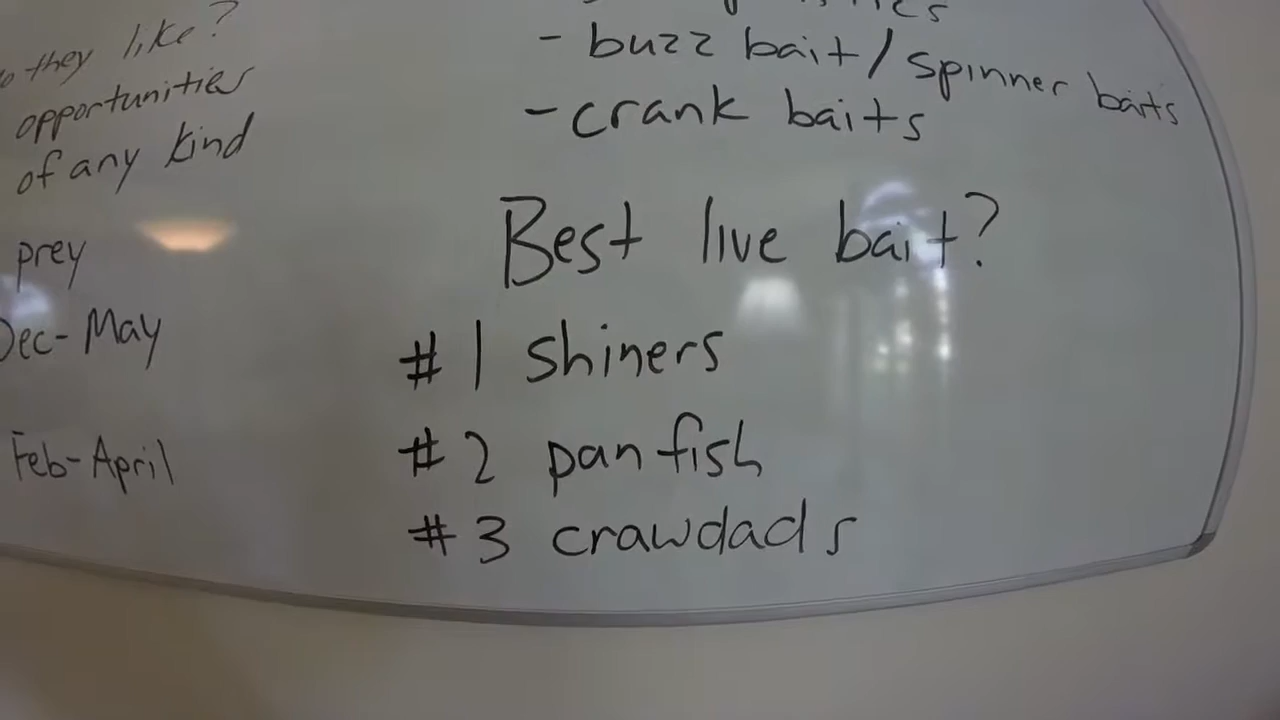 they like?
opportunities
of any kind
prey
Dec-May
Feb-April
- buzz bait/spinner baits
- crank baits
Best live bait?
#1 shiners
#2 panfish
#3 crawdads